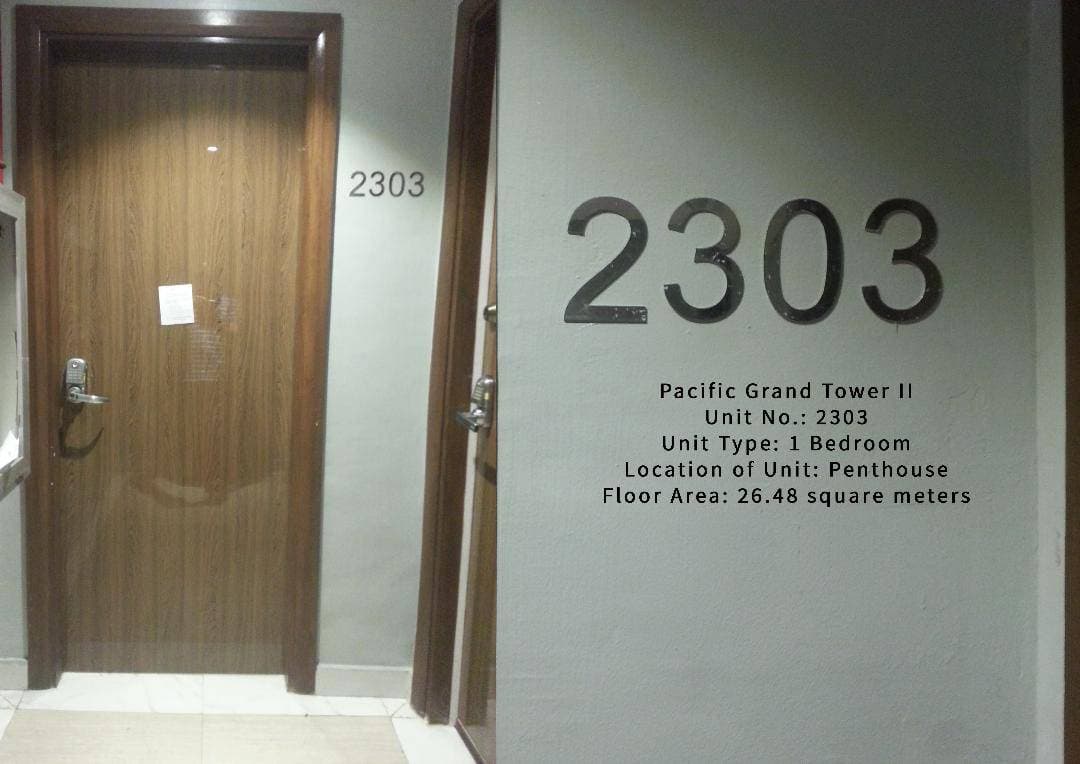 2303
2303
Pacific Grand Tower II
Unit No.: 2303
Unit Type: 1 Bedroom
Location of Unit: Penthouse
Floor Area: 26.48 square meters